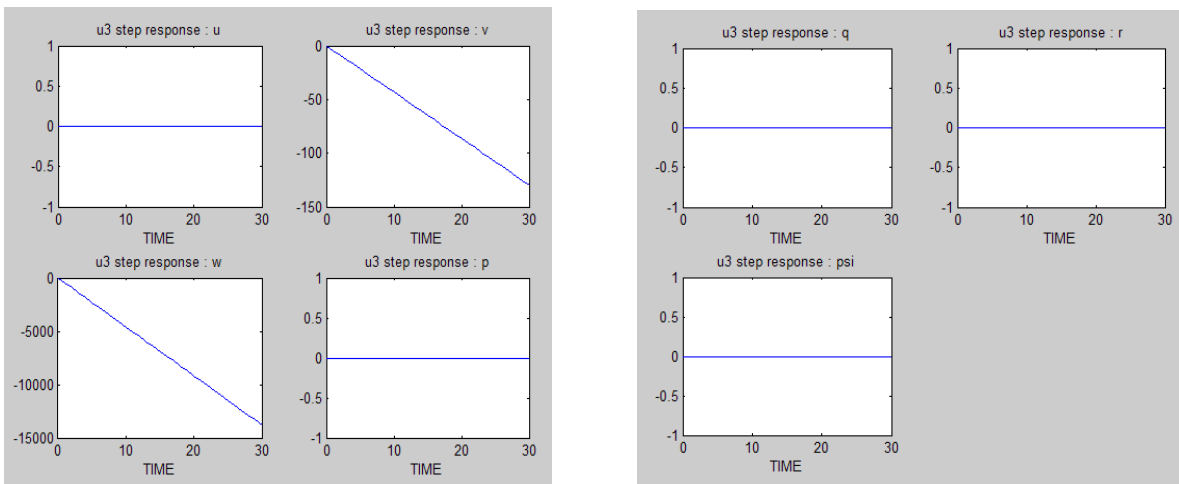 u3 step response : u
1
0.5
0
-0.5
-1
0 10 20 30
TIME
u3 step response : v
0
-50
-100
-150
0 10 20 30
TIME
u3 step response : w
0
-5000
-10000
-15000
0 10 20 30
TIME
u3 step response : p
1
0.5
0
-0.5
-1
0 10 20 30
TIME
u3 step response : q
1
0.5
0
-0.5
-1
0 10 20 30
TIME
u3 step response : r
1
0.5
0
-0.5
-1
0 10 20 30
TIME
u3 step response : psi
1
0.5
0
-0.5
-1
0 10 20 30
TIME